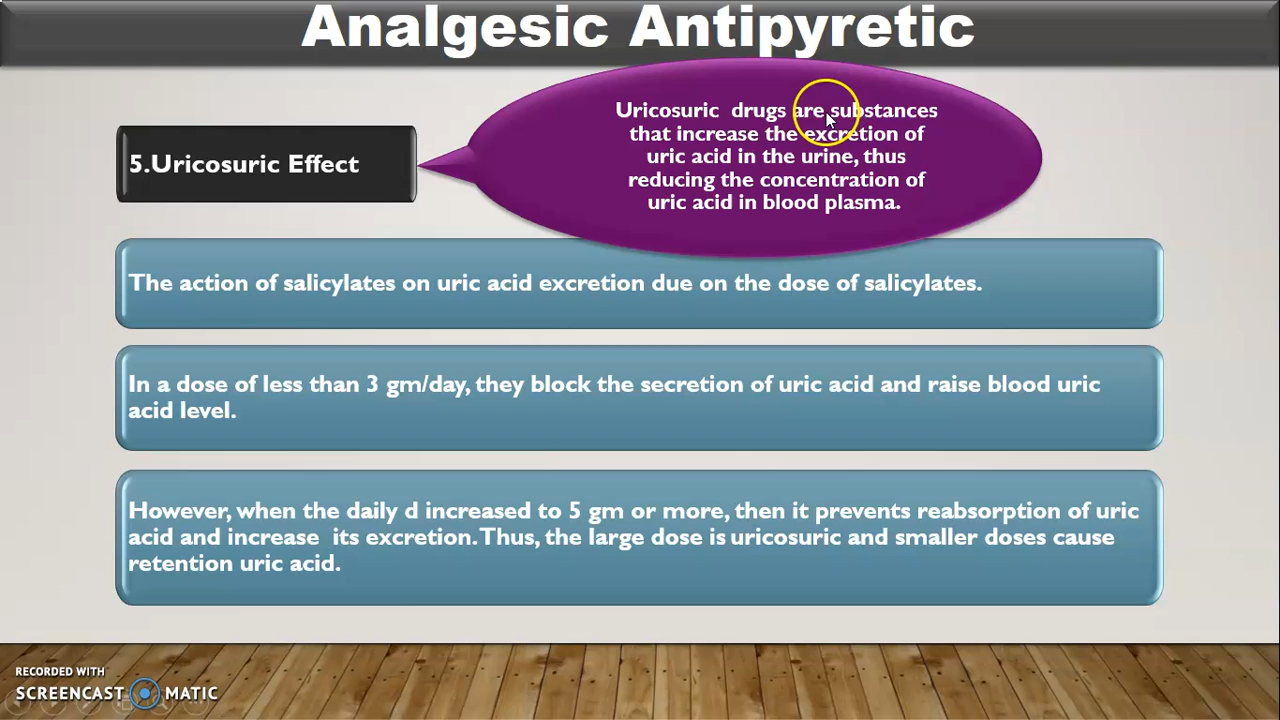 Analgesic Antipyretic
5.Uricosuric Effect
Uricosuric drugs are substances
that increase the excretion of
uric acid in the urine, thus
reducing the concentration of
uric acid in blood plasma.
The action of salicylates on uric acid excretion due on the dose of salicylates.
In a dose of less than 3 gm/day, they block the secretion of uric acid and raise blood uric
acid level.
However, when the daily d increased to 5 gm or more, then it prevents reabsorption of uric
acid and increase its excretion. Thus, the large dose is uricosuric and smaller doses cause
retention uric acid.
RECORDED WITH
SCREENCAST MATIC